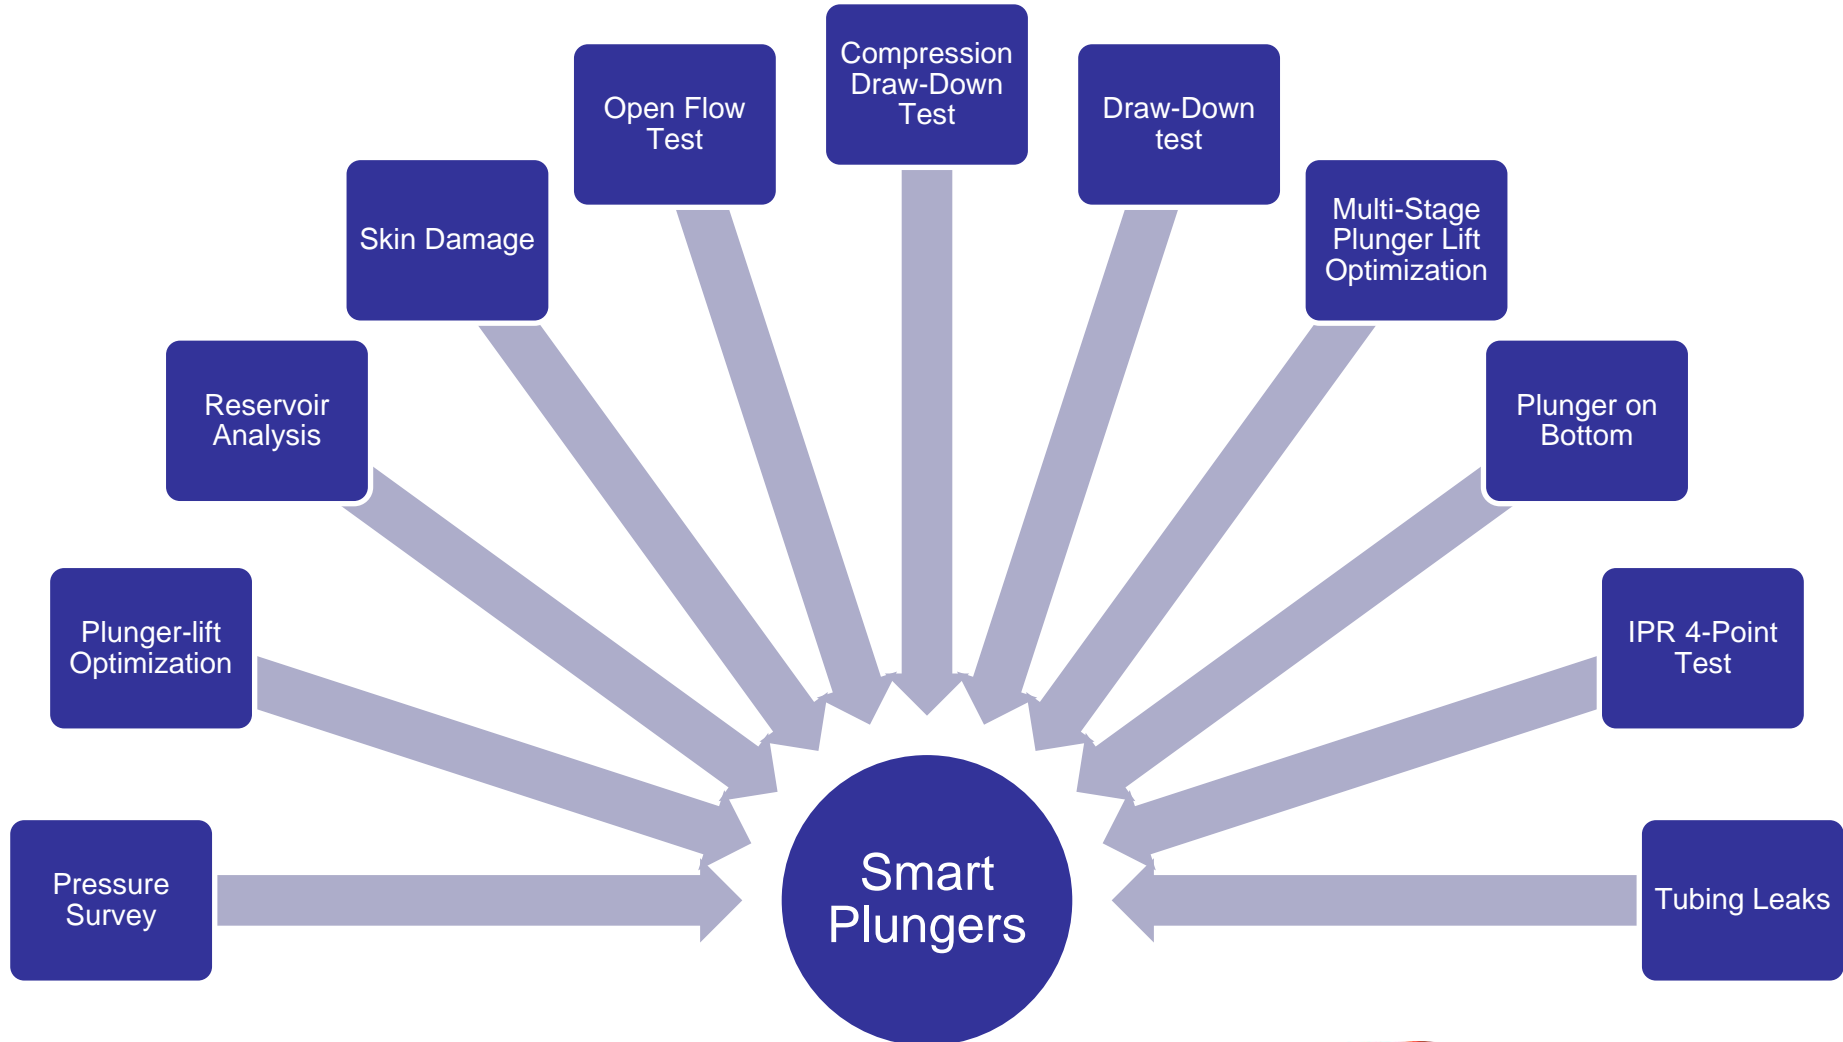 Compression
Draw-Down
Test
Open Flow
Test
Draw-Down
test
Skin Damage
Multi-Stage
Plunger Lift
Optimization
Reservoir
Analysis
Plunger on
Bottom
Plunger-lift
Optimization
IPR 4-Point
Test
Pressure
Survey
Smart
Plungers
Tubing Leaks